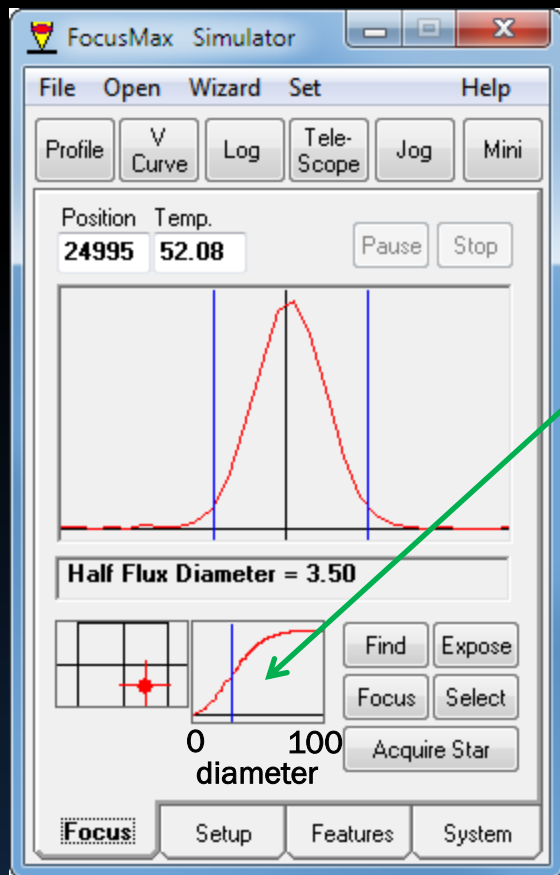 FocusMax Simulator
File Open Wizard Set Help
Profile V Curve Log Tele-Scope Jog Mini
Position Temp.
24995 52.08 Pause Stop
Half Flux Diameter = 3.50
Find Expose
Focus Select
0 100 Acquire Star
diameter
Focus Setup Features System